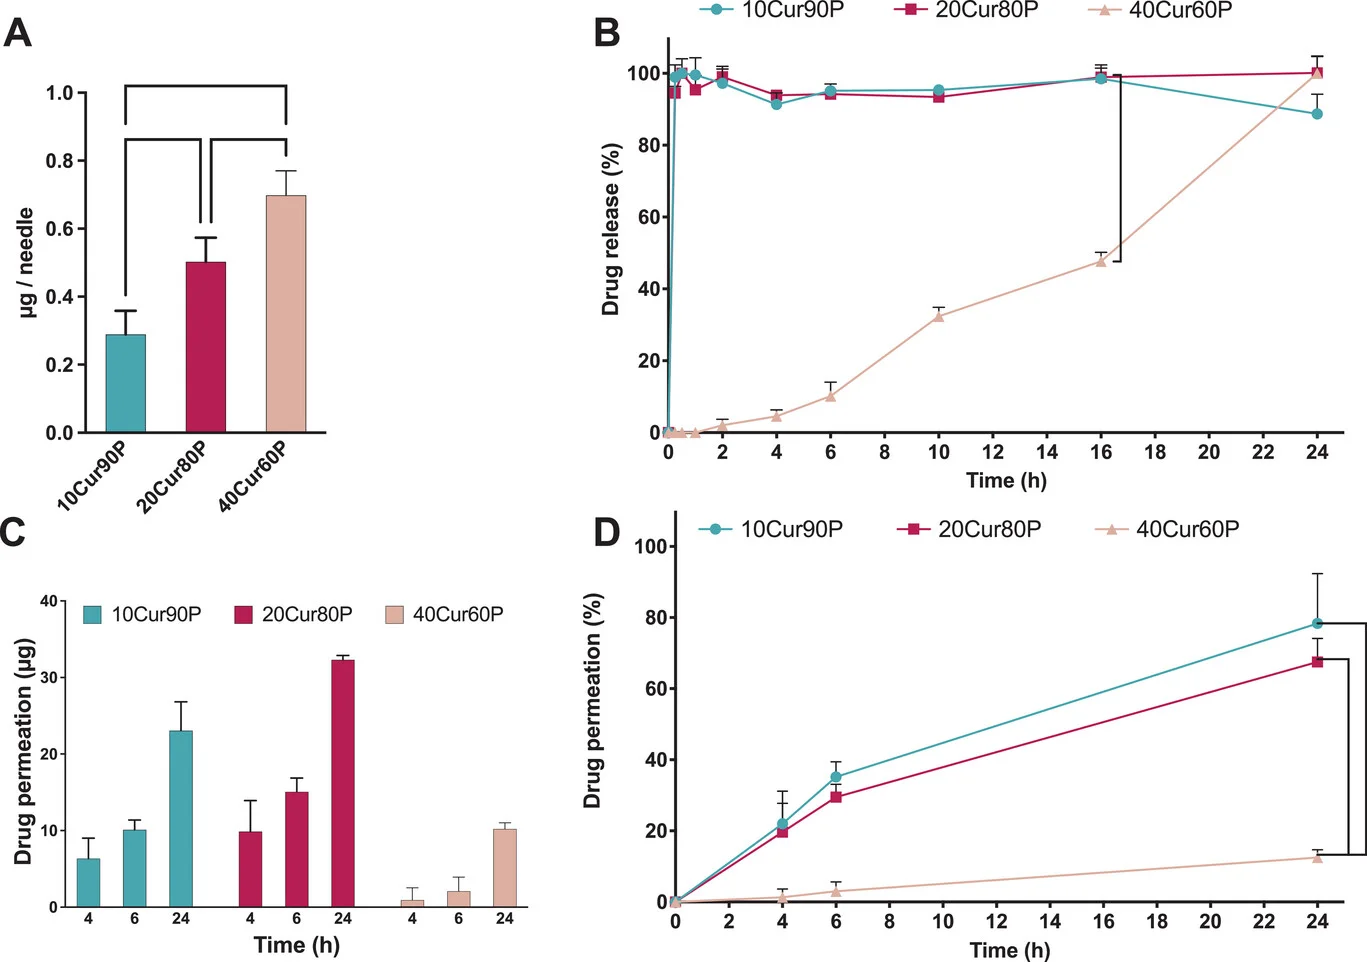 A
1.0
0.8
0.6
0.4
0.2
0.0
µg / needle
10Cur90P
20Cur80P
40Cur60P
B
10Cur90P 20Cur80P 40Cur60P
100
80
60
40
20
0
Drug release (%)
0 2 4 6 8 10 12 14 16 18 20 22 24
Time (h)
C
10Cur90P 20Cur80P 40Cur60P
40
30
20
10
0
Drug permeation (µg)
4 6 24 4 6 24 4 6 24
Time (h)
D
10Cur90P 20Cur80P 40Cur60P
100
80
60
40
20
0
Drug permeation (%)
0 2 4 6 8 10 12 14 16 18 20 22 24
Time (h)